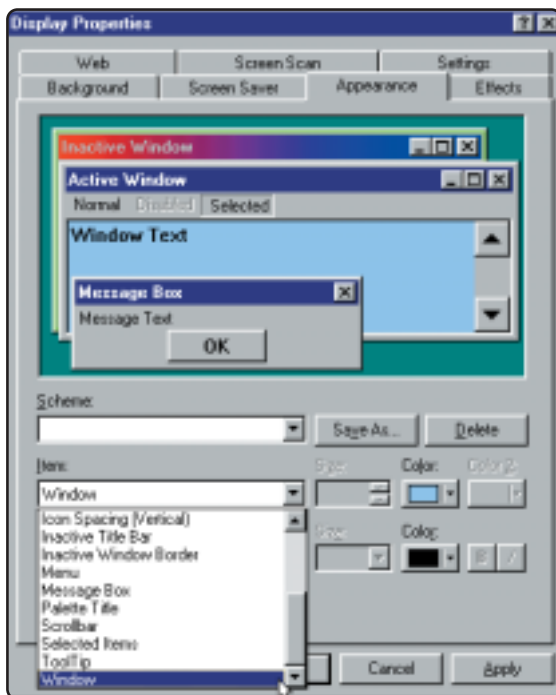 Display Properties
Web Screen Scan Settings
Background Screen Saver Appearance Effects
Inactive Window
Active Window
Normal Disabled Selected
Window Text
Message Box
Message Text
OK
Scheme:
Save As... Delete
Item: Size: Color: Color 2:
Window
Icon Spacing (Vertical)
Inactive Title Bar
Size: Color:
Inactive Window Border
Menu
B /
Message Box
Palette Title
Scrollbar
Selected Items
ToolTip
Window
Cancel Apply